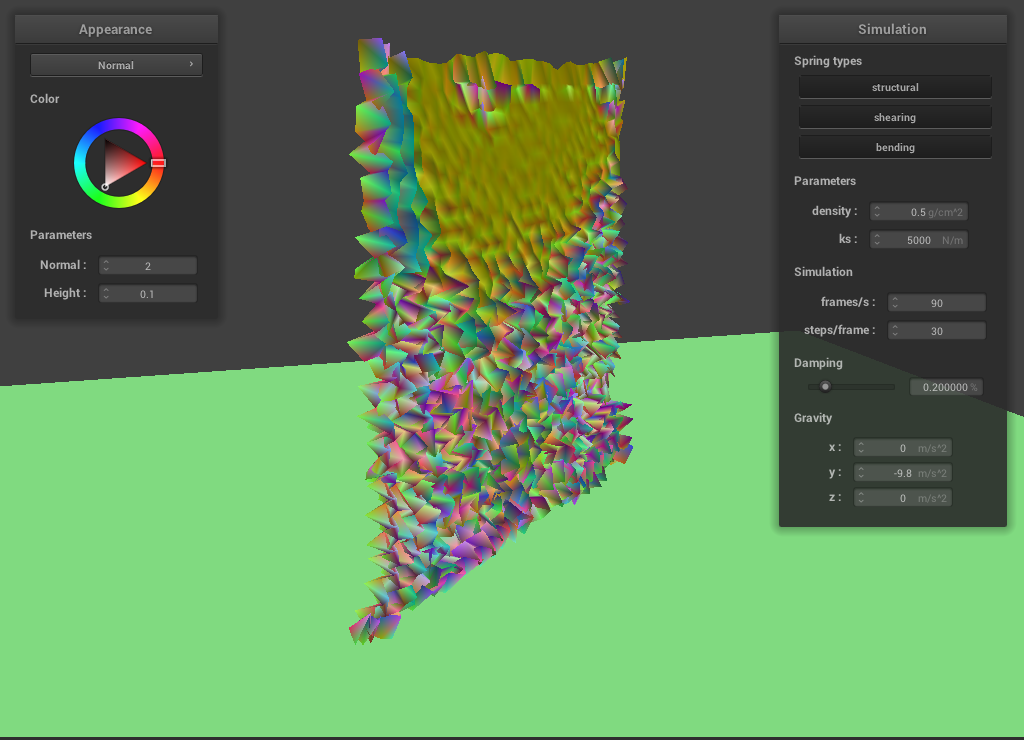 Appearance
Normal
Color
Parameters
Normal : 2
Height : 0.1
Simulation
Spring types
structural
shearing
bending
Parameters
density : 0.5 g/cm^2
ks : 5000 N/m
Simulation
frames/s : 90
steps/frame : 30
Damping
0.200000 %
Gravity
x : 0 m/s^2
y : -9.8 m/s^2
z : 0 m/s^2